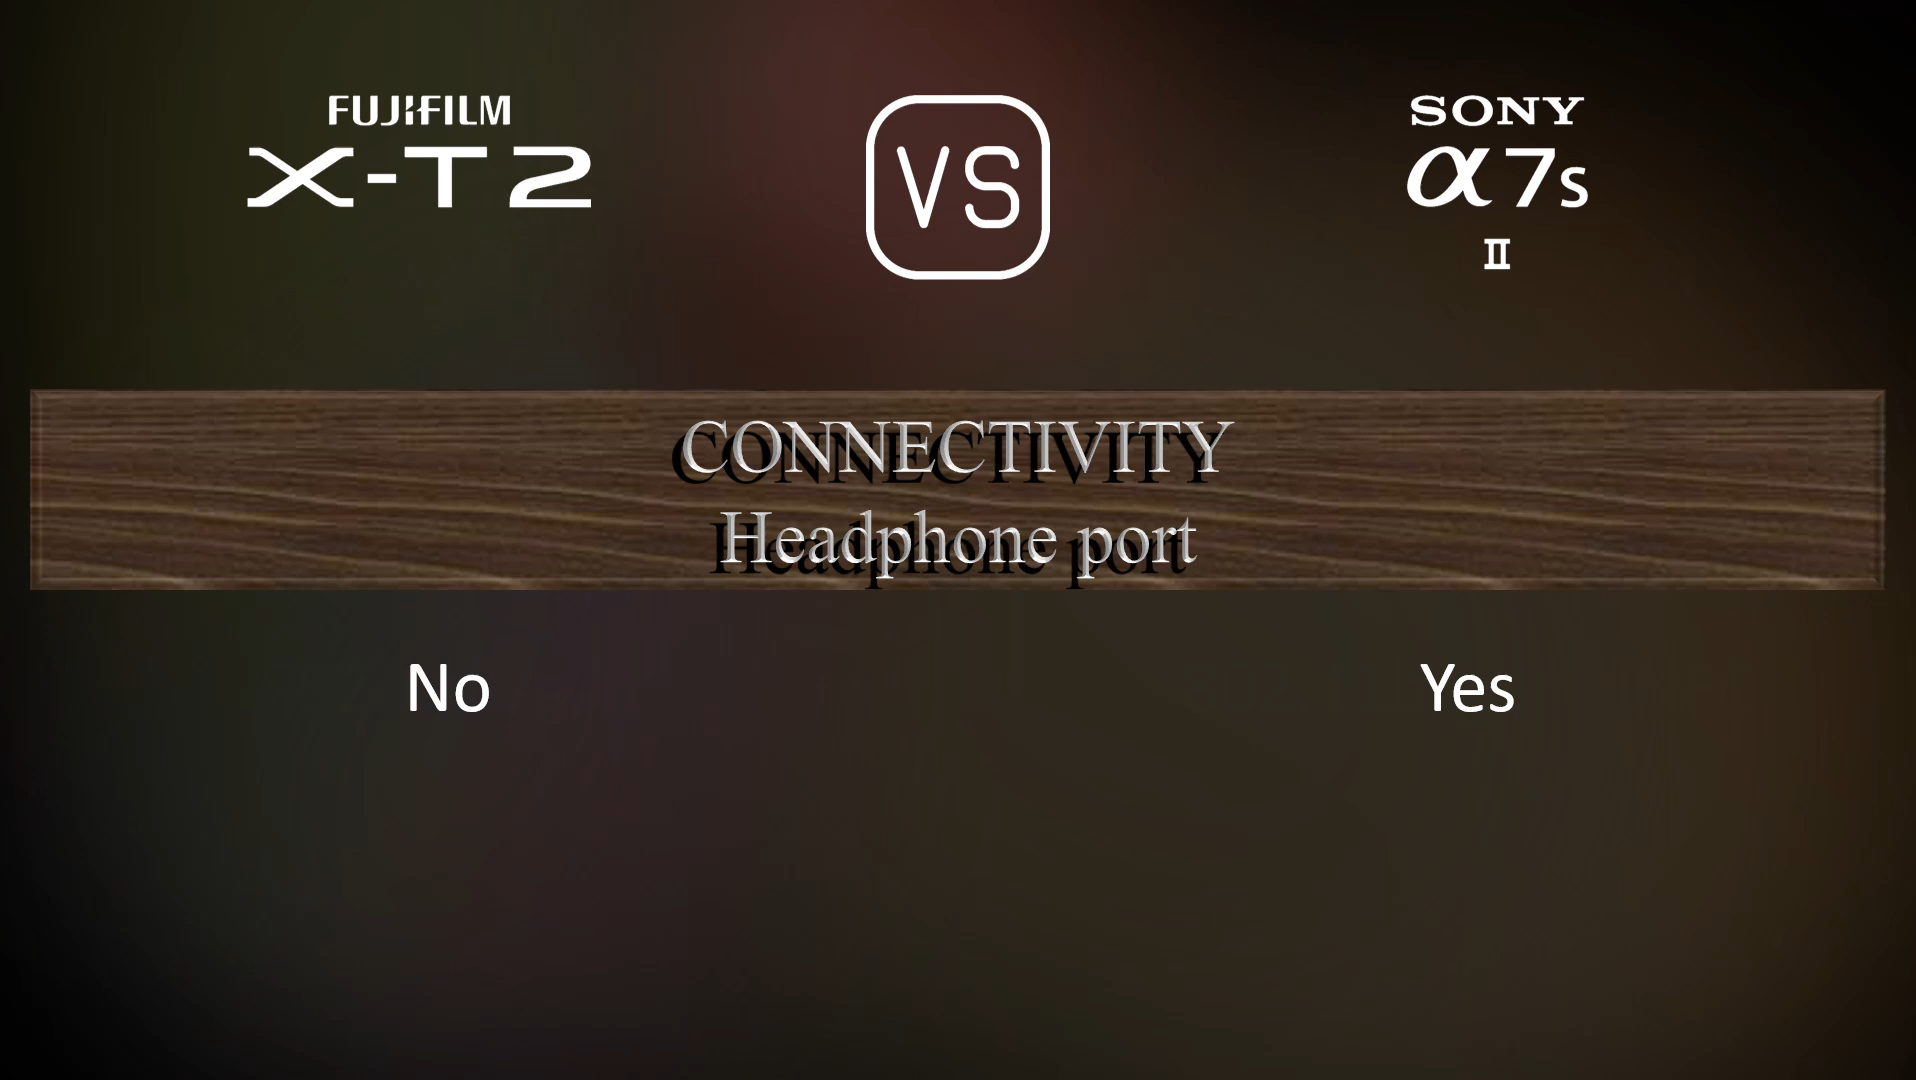 FUJIFILM
X-T2
VS
SONY
α7s
II
CONNECTIVITY
Headphone port
No
Yes